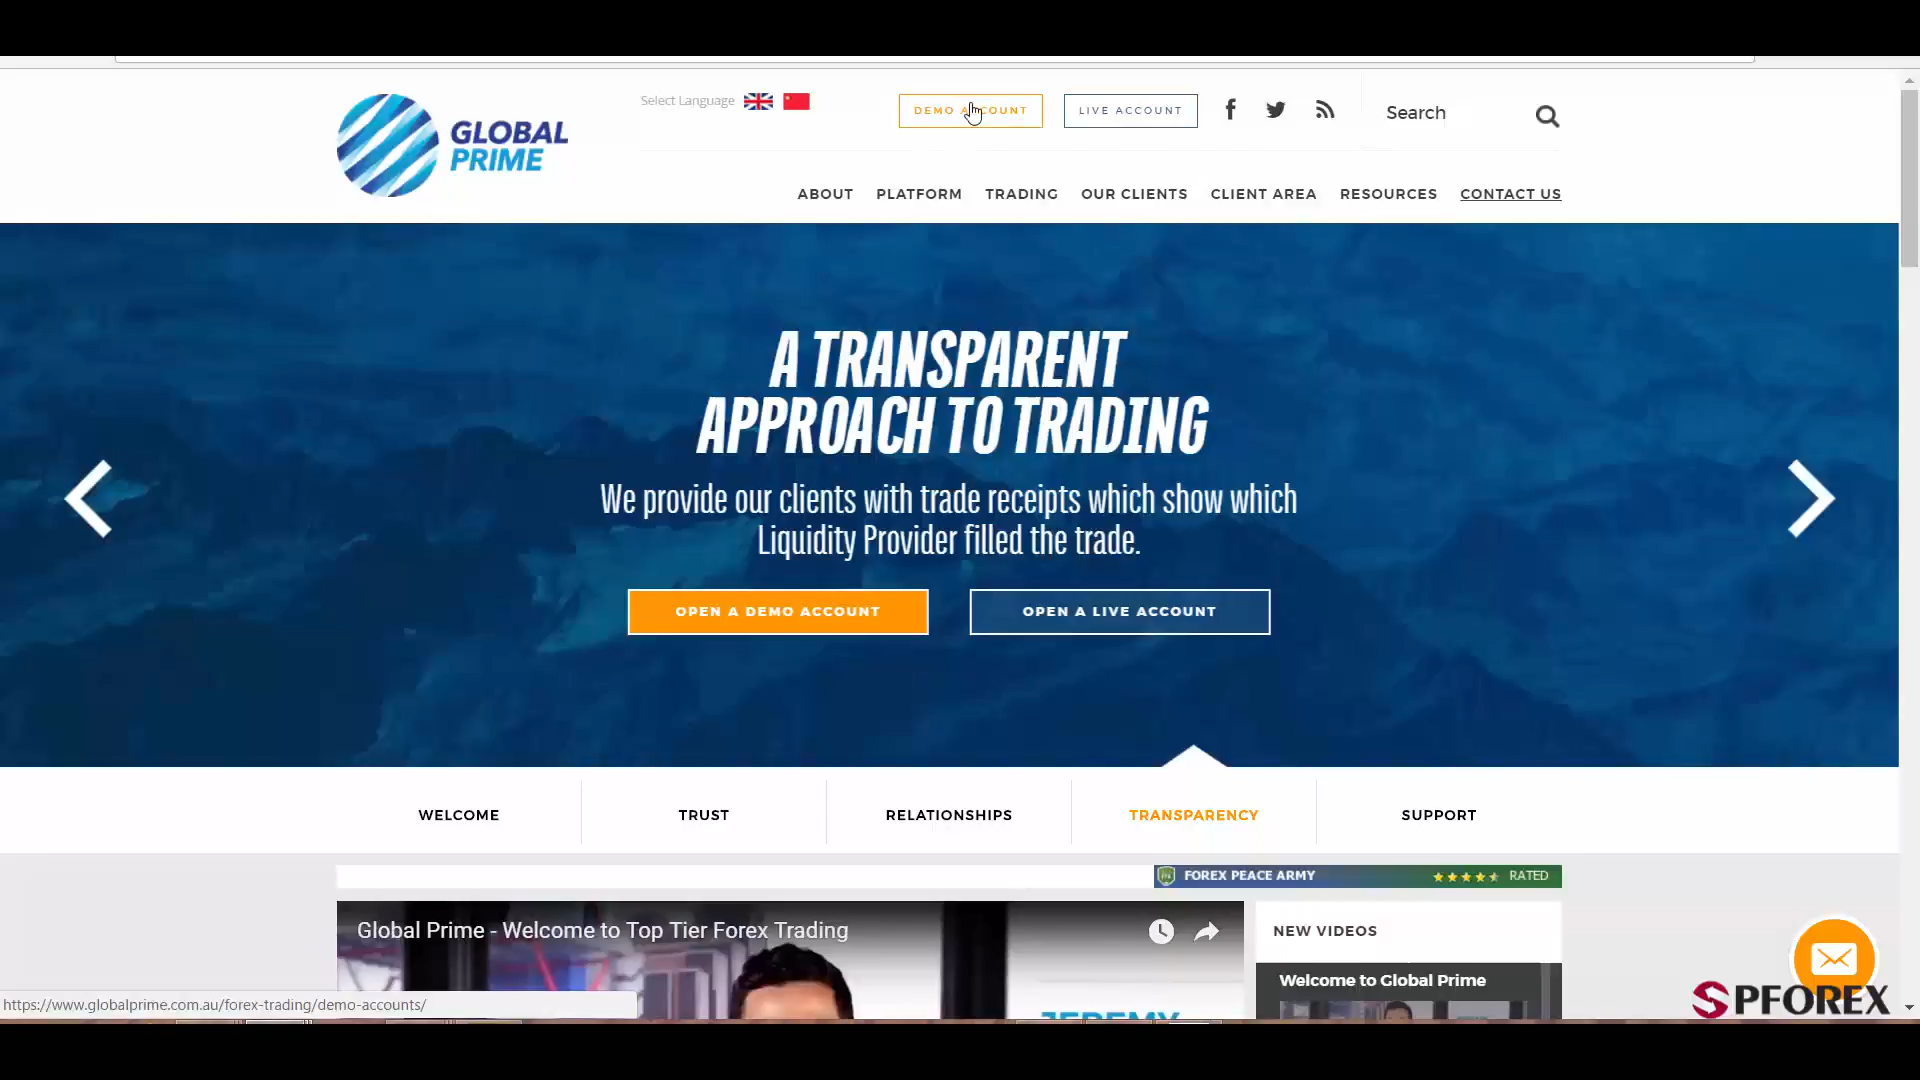 Select Language
DEMO ACCOUNT
LIVE ACCOUNT
Search
GLOBAL
PRIME
ABOUT
PLATFORM
TRADING
OUR CLIENTS
CLIENT AREA
RESOURCES
CONTACT US
A TRANSPARENT
APPROACH TO TRADING
We provide our clients with trade receipts which show which
Liquidity Provider filled the trade.
OPEN A DEMO ACCOUNT
OPEN A LIVE ACCOUNT
WELCOME
TRUST
RELATIONSHIPS
TRANSPARENCY
SUPPORT
FOREX PEACE ARMY
RATED
Global Prime - Welcome to Top Tier Forex Trading
NEW VIDEOS
Welcome to Global Prime
JEREMY
https://www.globalprime.com.au/forex-trading/demo-accounts/
SPFOREX